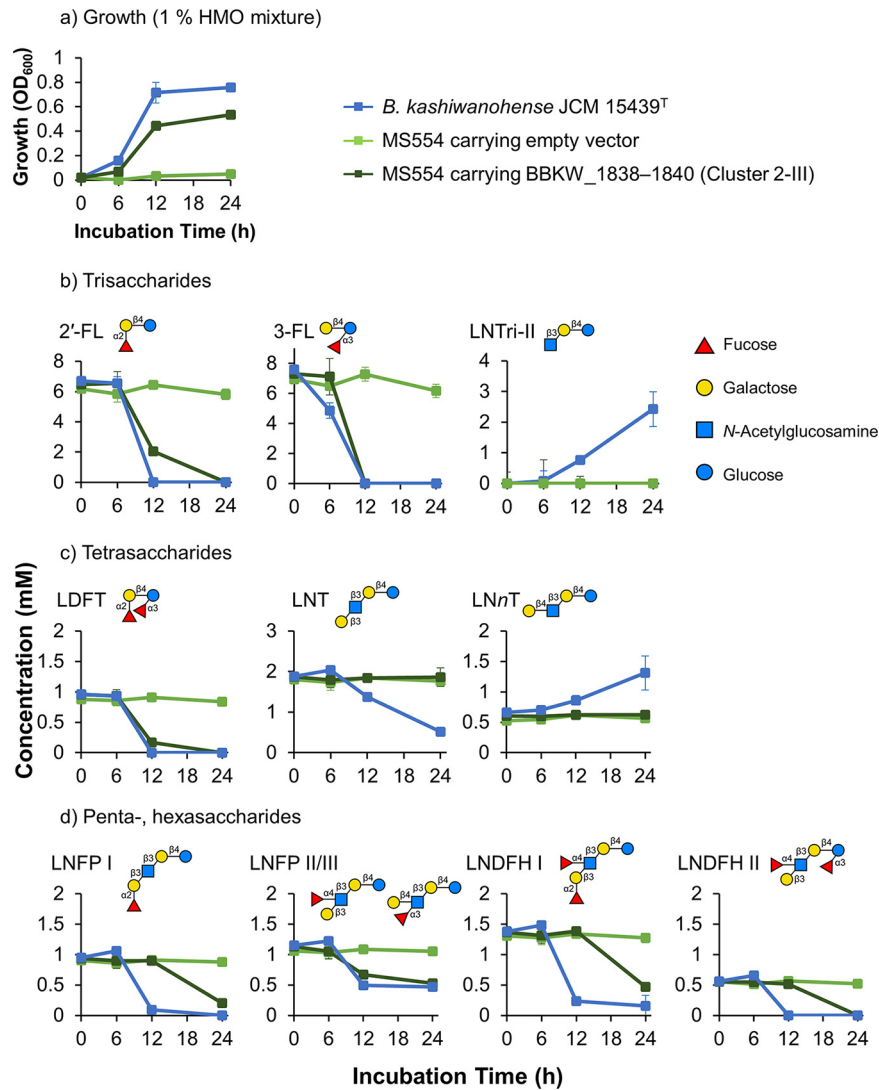 a) Growth (1 % HMO mixture)
Growth (OD600)
1
0.8
0.6
0.4
0.2
0
0 6 12 18 24
Incubation Time (h)
B. kashiwanohense JCM 15439T
MS554 carrying empty vector
MS554 carrying BBKW_1838–1840 (Cluster 2-III)
b) Trisaccharides
2′-FL
β4
α2
8
6
4
2
0
0 6 12 18 24
3-FL
β4
α3
8
6
4
2
0
0 6 12 18 24
LNTri-II
β3 β4
4
3
2
1
0
0 6 12 18 24
Fucose
Galactose
N-Acetylglucosamine
Glucose
Concentration (mM)
c) Tetrasaccharides
LDFT
β4
α2 α3
2
1.5
1
0.5
0
0 6 12 18 24
LNT
β4
β3
β3
3
2
1
0
0 6 12 18 24
LNnT
β4 β3 β4
2
1.5
1
0.5
0
0 6 12 18 24
d) Penta-, hexasaccharides
LNFP I
β4
β3
β3
α2
2
1.5
1
0.5
0
0 6 12 18 24
LNFP II/III
β4
β3
α4
β3
β4
β3
β4
α3
2
1.5
1
0.5
0
0 6 12 18 24
LNDFH I
β4
β3
α4
β3
α2
2
1.5
1
0.5
0
0 6 12 18 24
LNDFH II
β4
β3
α4
α3
β3
2
1.5
1
0.5
0
0 6 12 18 24
Incubation Time (h)